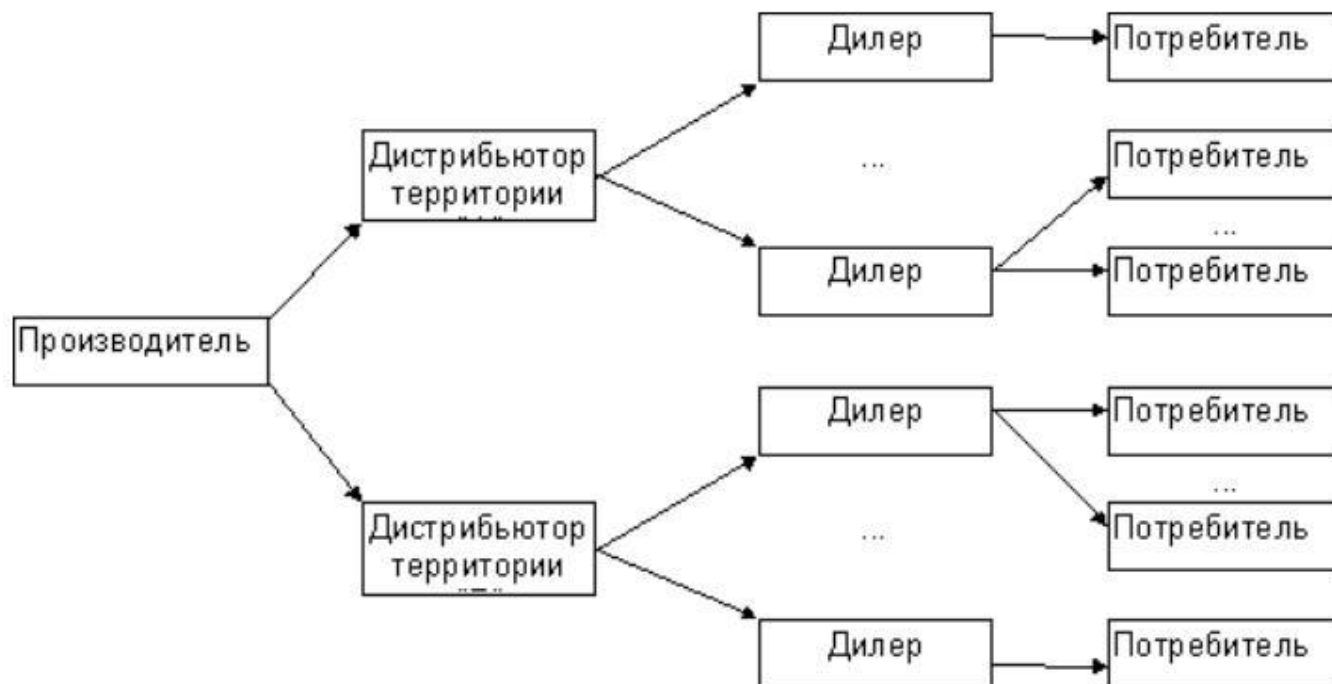 Дилер
Потребитель
Дистрибьютор
территории
...
Потребитель
...
Дилер
Потребитель
Производитель
Дилер
Потребитель
...
Дистрибьютор
территории
...
Потребитель
Дилер
Потребитель